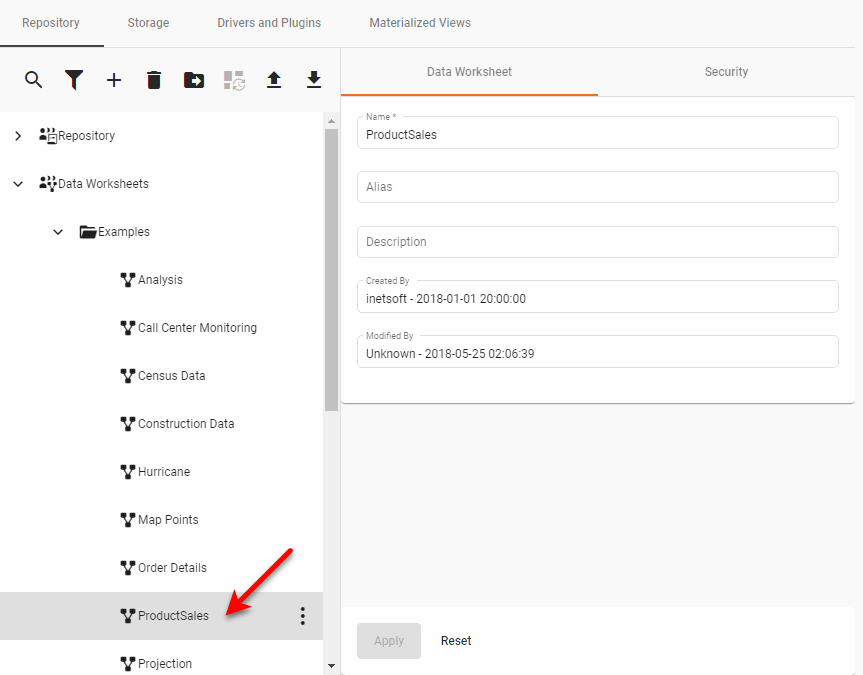 Repository
Storage
Drivers and Plugins
Materialized Views
Repository
Data Worksheets
Examples
Analysis
Call Center Monitoring
Census Data
Construction Data
Hurricane
Map Points
Order Details
ProductSales
Projection
Data Worksheet
Security
Name *
ProductSales
Alias
Description
Created By
inetsoft - 2018-01-01 20:00:00
Modified By
Unknown - 2018-05-25 02:06:39
Apply
Reset